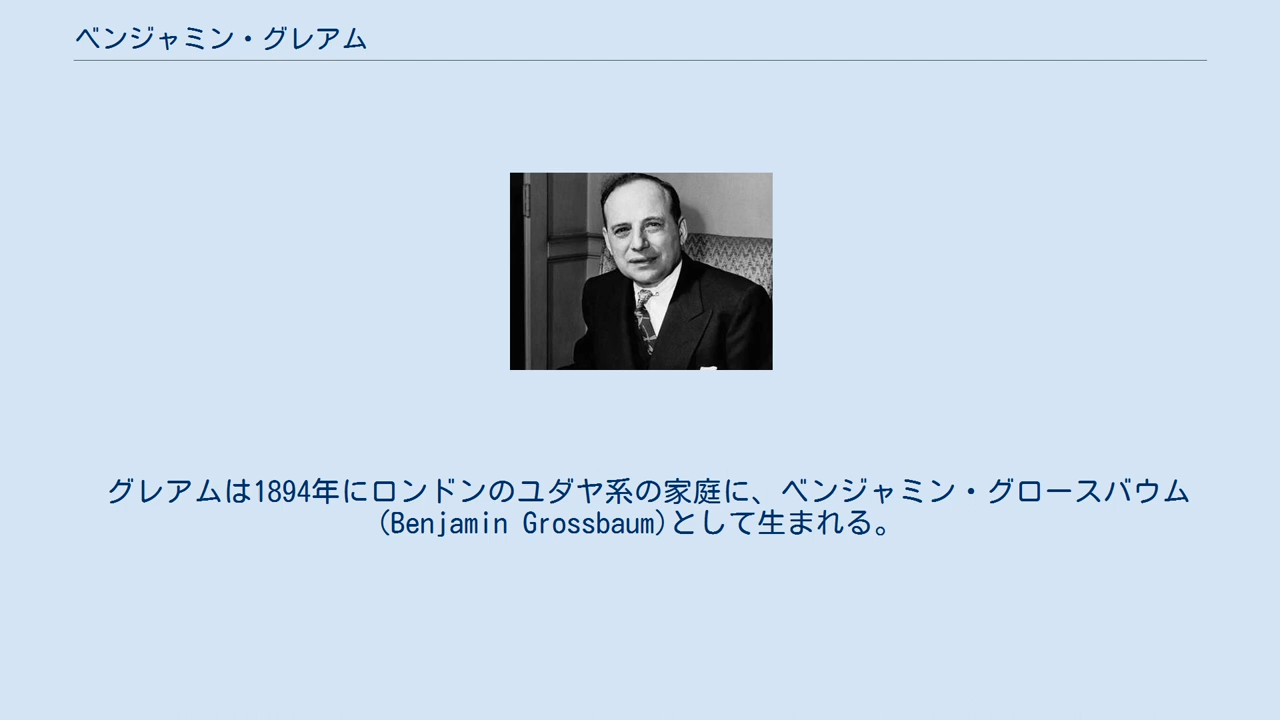 ベンジャミン・グレアム
グレアムは1894年にロンドンのユダヤ系の家庭に、ベンジャミン・グロースバウム
(Benjamin Grossbaum)として生まれる。